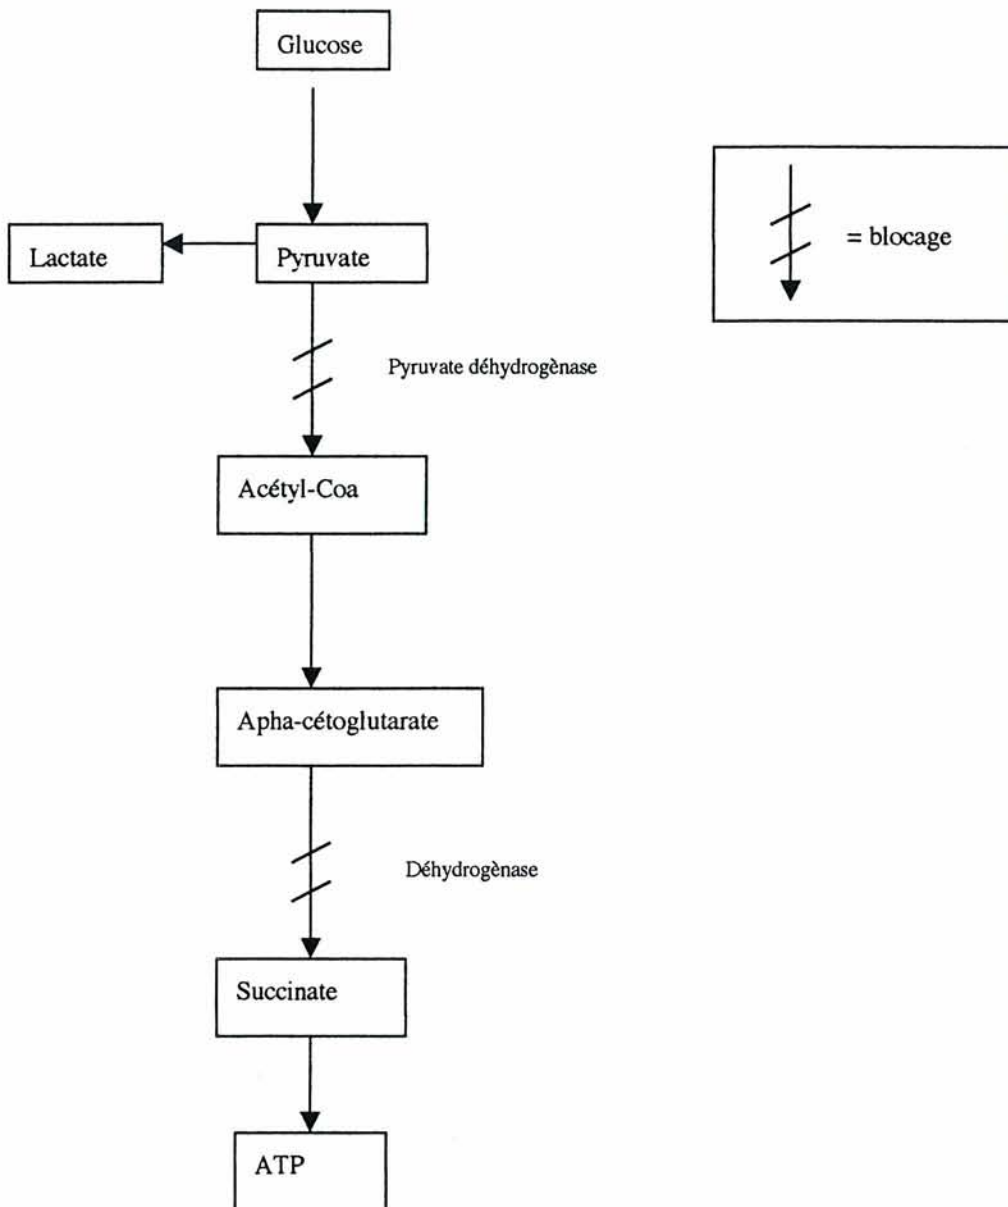 Glucose
= blocage
Lactate
Pyruvate
Pyruvate déhydrogènase
Acétyl-Coa
Apha-cétoglutarate
Déhydrogènase
Succinate
ATP